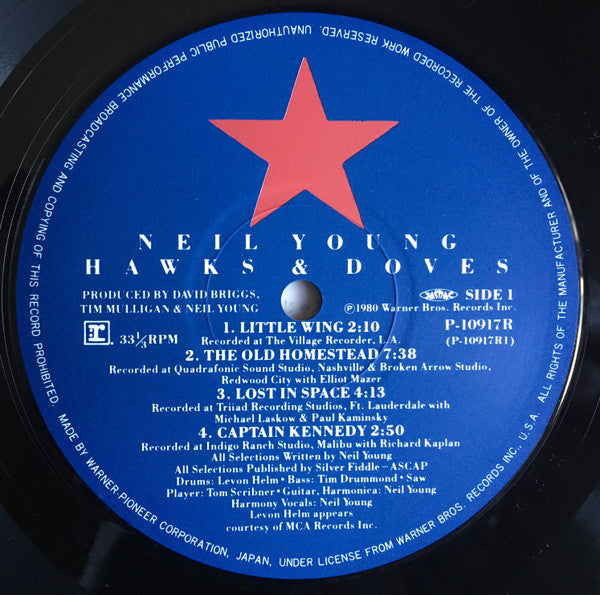 UNAUTHORIZED PUBLIC PERFORMANCE BROADCASTING AND COPYING OF THIS RECORD PROHIBITED.
ALL RIGHTS OF THE MANUFACTURER AND OF THE OWNER OF THE RECORDED WORK RESERVED.
NEIL YOUNG
HAWKS & DOVES
PRODUCED BY DAVID BRIGGS,
TIM MULLIGAN & NEIL YOUNG
SIDE 1
Ⓟ1980 Warner Bros. Records Inc.
33 1/3 RPM
P-10917R
(P-10917R1)
1. LITTLE WING 2:10
Recorded at The Village Recorder, L.A.
2. THE OLD HOMESTEAD 7:38
Recorded at Quadrafonic Sound Studio, Nashville & Broken Arrow Studio,
Redwood City with Elliot Mazer
3. LOST IN SPACE 4:13
Recorded at Triiad Recording Studios, Ft. Lauderdale with
Michael Laskow & Paul Kaminsky
4. CAPTAIN KENNEDY 2:50
Recorded at Indigo Ranch Studio, Malibu with Richard Kaplan
All Selections Written by Neil Young
All Selections Published by Silver Fiddle–ASCAP
Drums: Levon Helm · Bass: Tim Drummond · Saw
Player: Tom Scribner · Guitar, Harmonica: Neil Young
Harmony Vocals: Neil Young
Levon Helm appears
courtesy of MCA Records Inc.
MADE BY WARNER PIONEER CORPORATION, JAPAN, UNDER LICENSE FROM WARNER BROS. RECORDS INC., U.S.A.